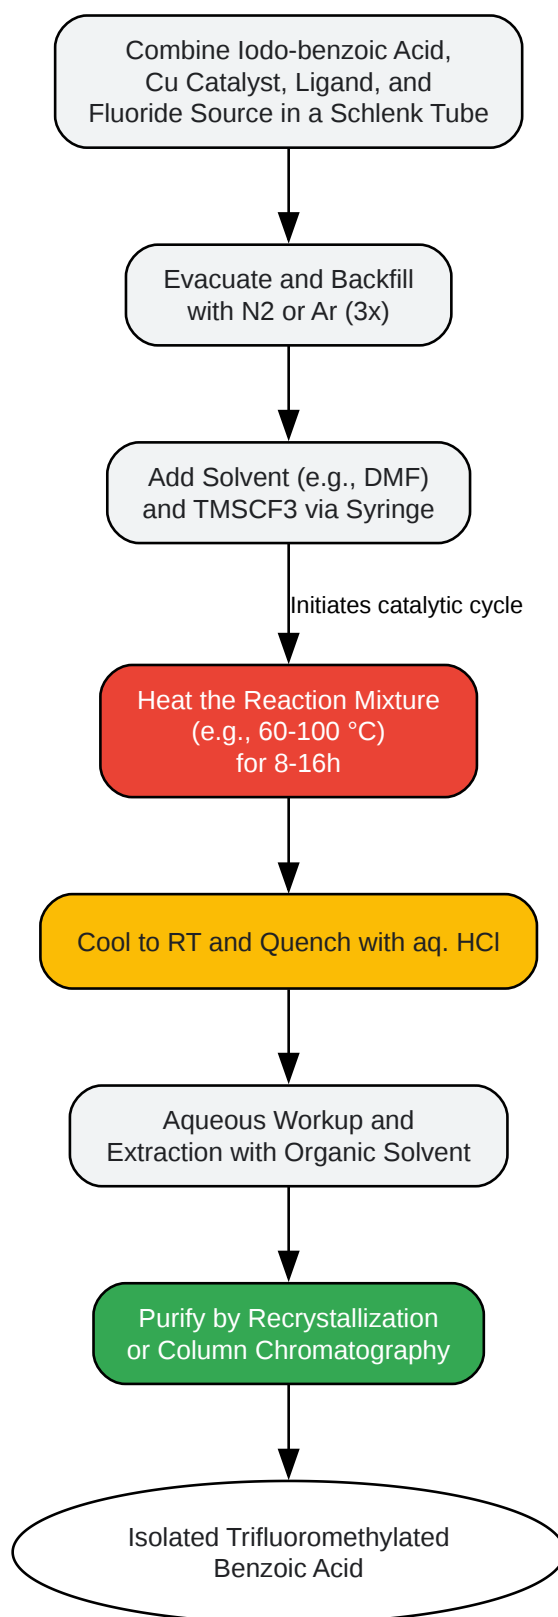 Combine Iodo-benzoic Acid,
Cu Catalyst, Ligand, and
Fluoride Source in a Schlenk Tube
Evacuate and Backfill
with N2 or Ar (3x)
Add Solvent (e.g., DMF)
and TMSCF3 via Syringe
Initiates catalytic cycle
Heat the Reaction Mixture
(e.g., 60-100 °C)
for 8-16h
Cool to RT and Quench with aq. HCl
Aqueous Workup and
Extraction with Organic Solvent
Purify by Recrystallization
or Column Chromatography
Isolated Trifluoromethylated
Benzoic Acid